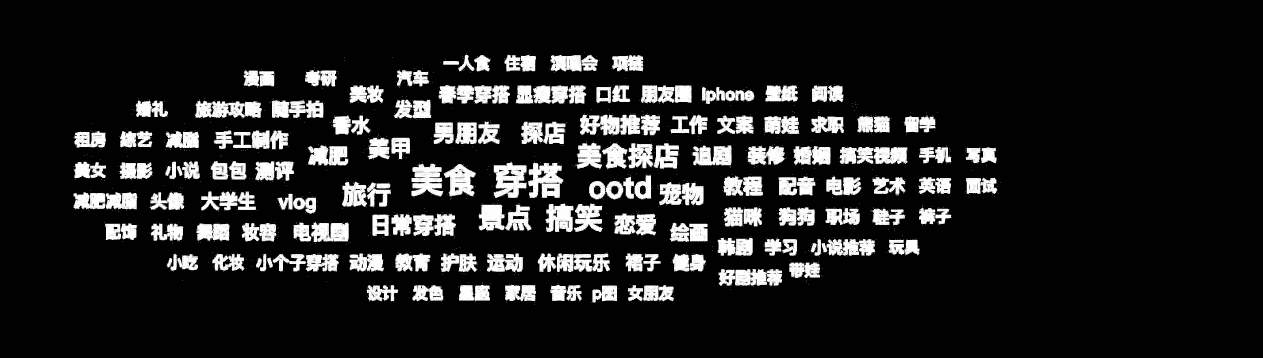 一人食 住宿 演唱会 项链
漫画 考研 汽车
美妆 春季穿搭 显瘦穿搭 口红 朋友圈 Iphone 壁纸 阅读
婚礼 旅游攻略 随手拍 发型
香水 男朋友 探店 好物推荐 工作 文案 萌娃 求职 熊猫 留学
租房 综艺 减脂 手工制作
减肥 美甲 美食探店 追剧 装修 婚姻 搞笑视频 手机 写真
美女 摄影 小说 包包 测评
旅行 美食 穿搭 ootd 宠物 教程 配音 电影 艺术 英语 面试
减肥减脂 头像 大学生 vlog
日常穿搭 景点 搞笑 恋爱 绘画 猫咪 狗狗 职场 鞋子 裤子
配饰 礼物 舞蹈 妆容 电视剧
韩剧 学习 小说推荐 玩具
小吃 化妆 小个子穿搭 动漫 教育 护肤 运动 休闲玩乐 裙子 健身
好剧推荐 带娃
设计 发色 星座 家居 音乐 p图 女朋友